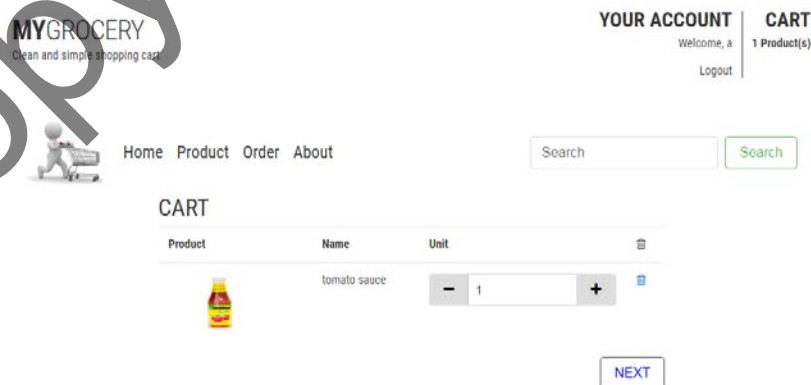 MYGROCERY
Clean and simple shopping cart
YOUR ACCOUNT
Welcome, a
Logout
CART
1 Product(s)
Home Product Order About
Search
Search
CART
Product Name Unit
tomato sauce
1
NEXT